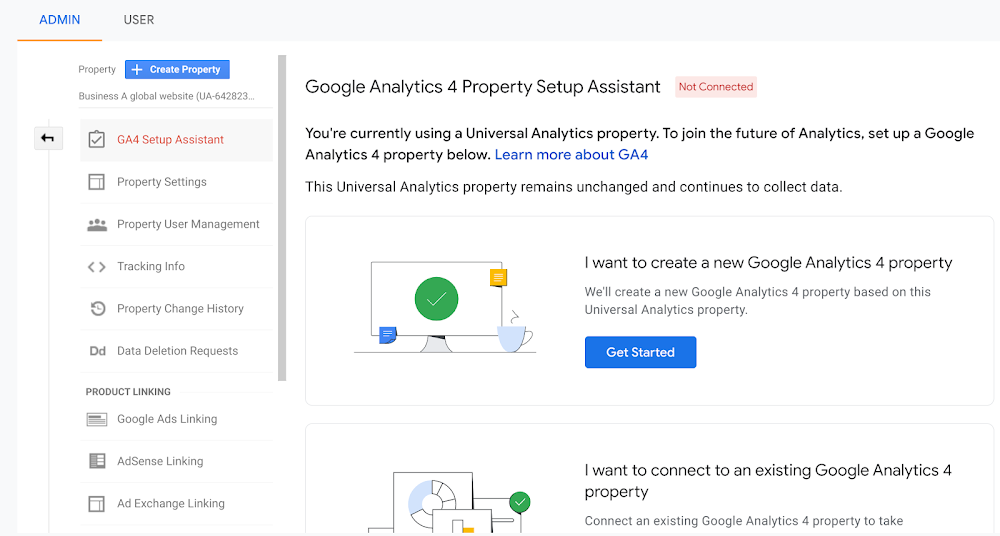 ADMIN
USER
Property
Create Property
Business A global website (UA-642823...
GA4 Setup Assistant
Property Settings
Property User Management
Tracking Info
Property Change History
Dd Data Deletion Requests
PRODUCT LINKING
Google Ads Linking
AdSense Linking
Ad Exchange Linking
Google Analytics 4 Property Setup Assistant
Not Connected
You're currently using a Universal Analytics property. To join the future of Analytics, set up a Google
Analytics 4 property below. Learn more about GA4
This Universal Analytics property remains unchanged and continues to collect data.
I want to create a new Google Analytics 4 property
We'll create a new Google Analytics 4 property based on this
Universal Analytics property.
Get Started
I want to connect to an existing Google Analytics 4
property
Connect an existing Google Analytics 4 property to take